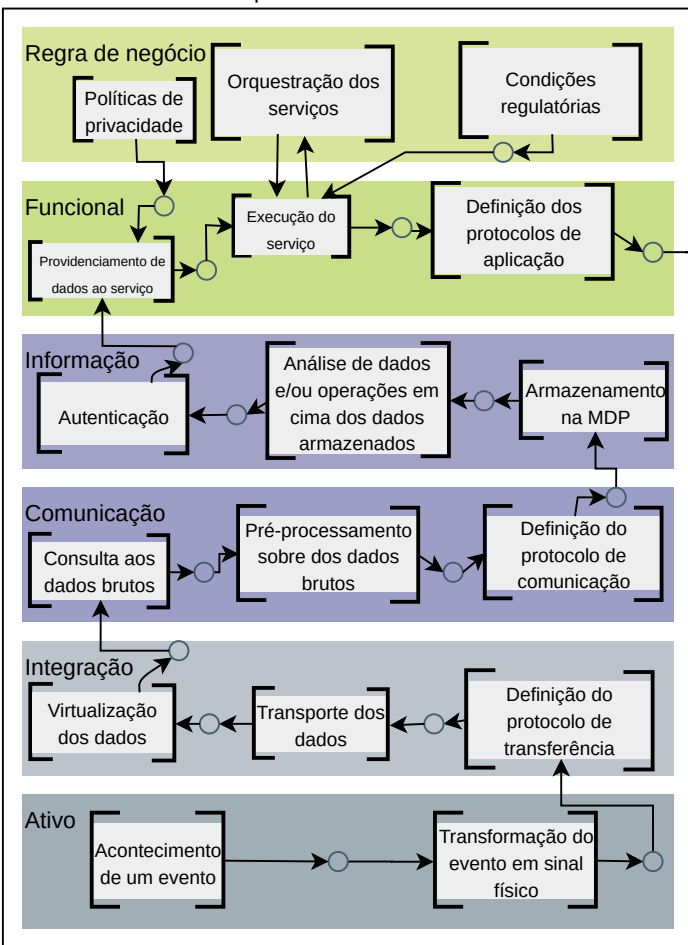 Regra de negócio
Políticas de
privacidade
Orquestração dos
serviços
Condições
regulatórias
Funcional
Providenciamento de
dados ao serviço
Execução do
serviço
Definição dos
protocolos de
aplicação
Informação
Autenticação
Análise de dados
e/ou operações em
cima dos dados
armazenados
Armazenamento
na MDP
Comunicação
Consulta aos
dados brutos
Pré-processamento
sobre dos dados
brutos
Definição do
protocolo de
comunicação
Integração
Virtualização
dos dados
Transporte dos
dados
Definição do
protocolo de
transferência
Ativo
Acontecimento
de um evento
Transformação do
evento em sinal
físico